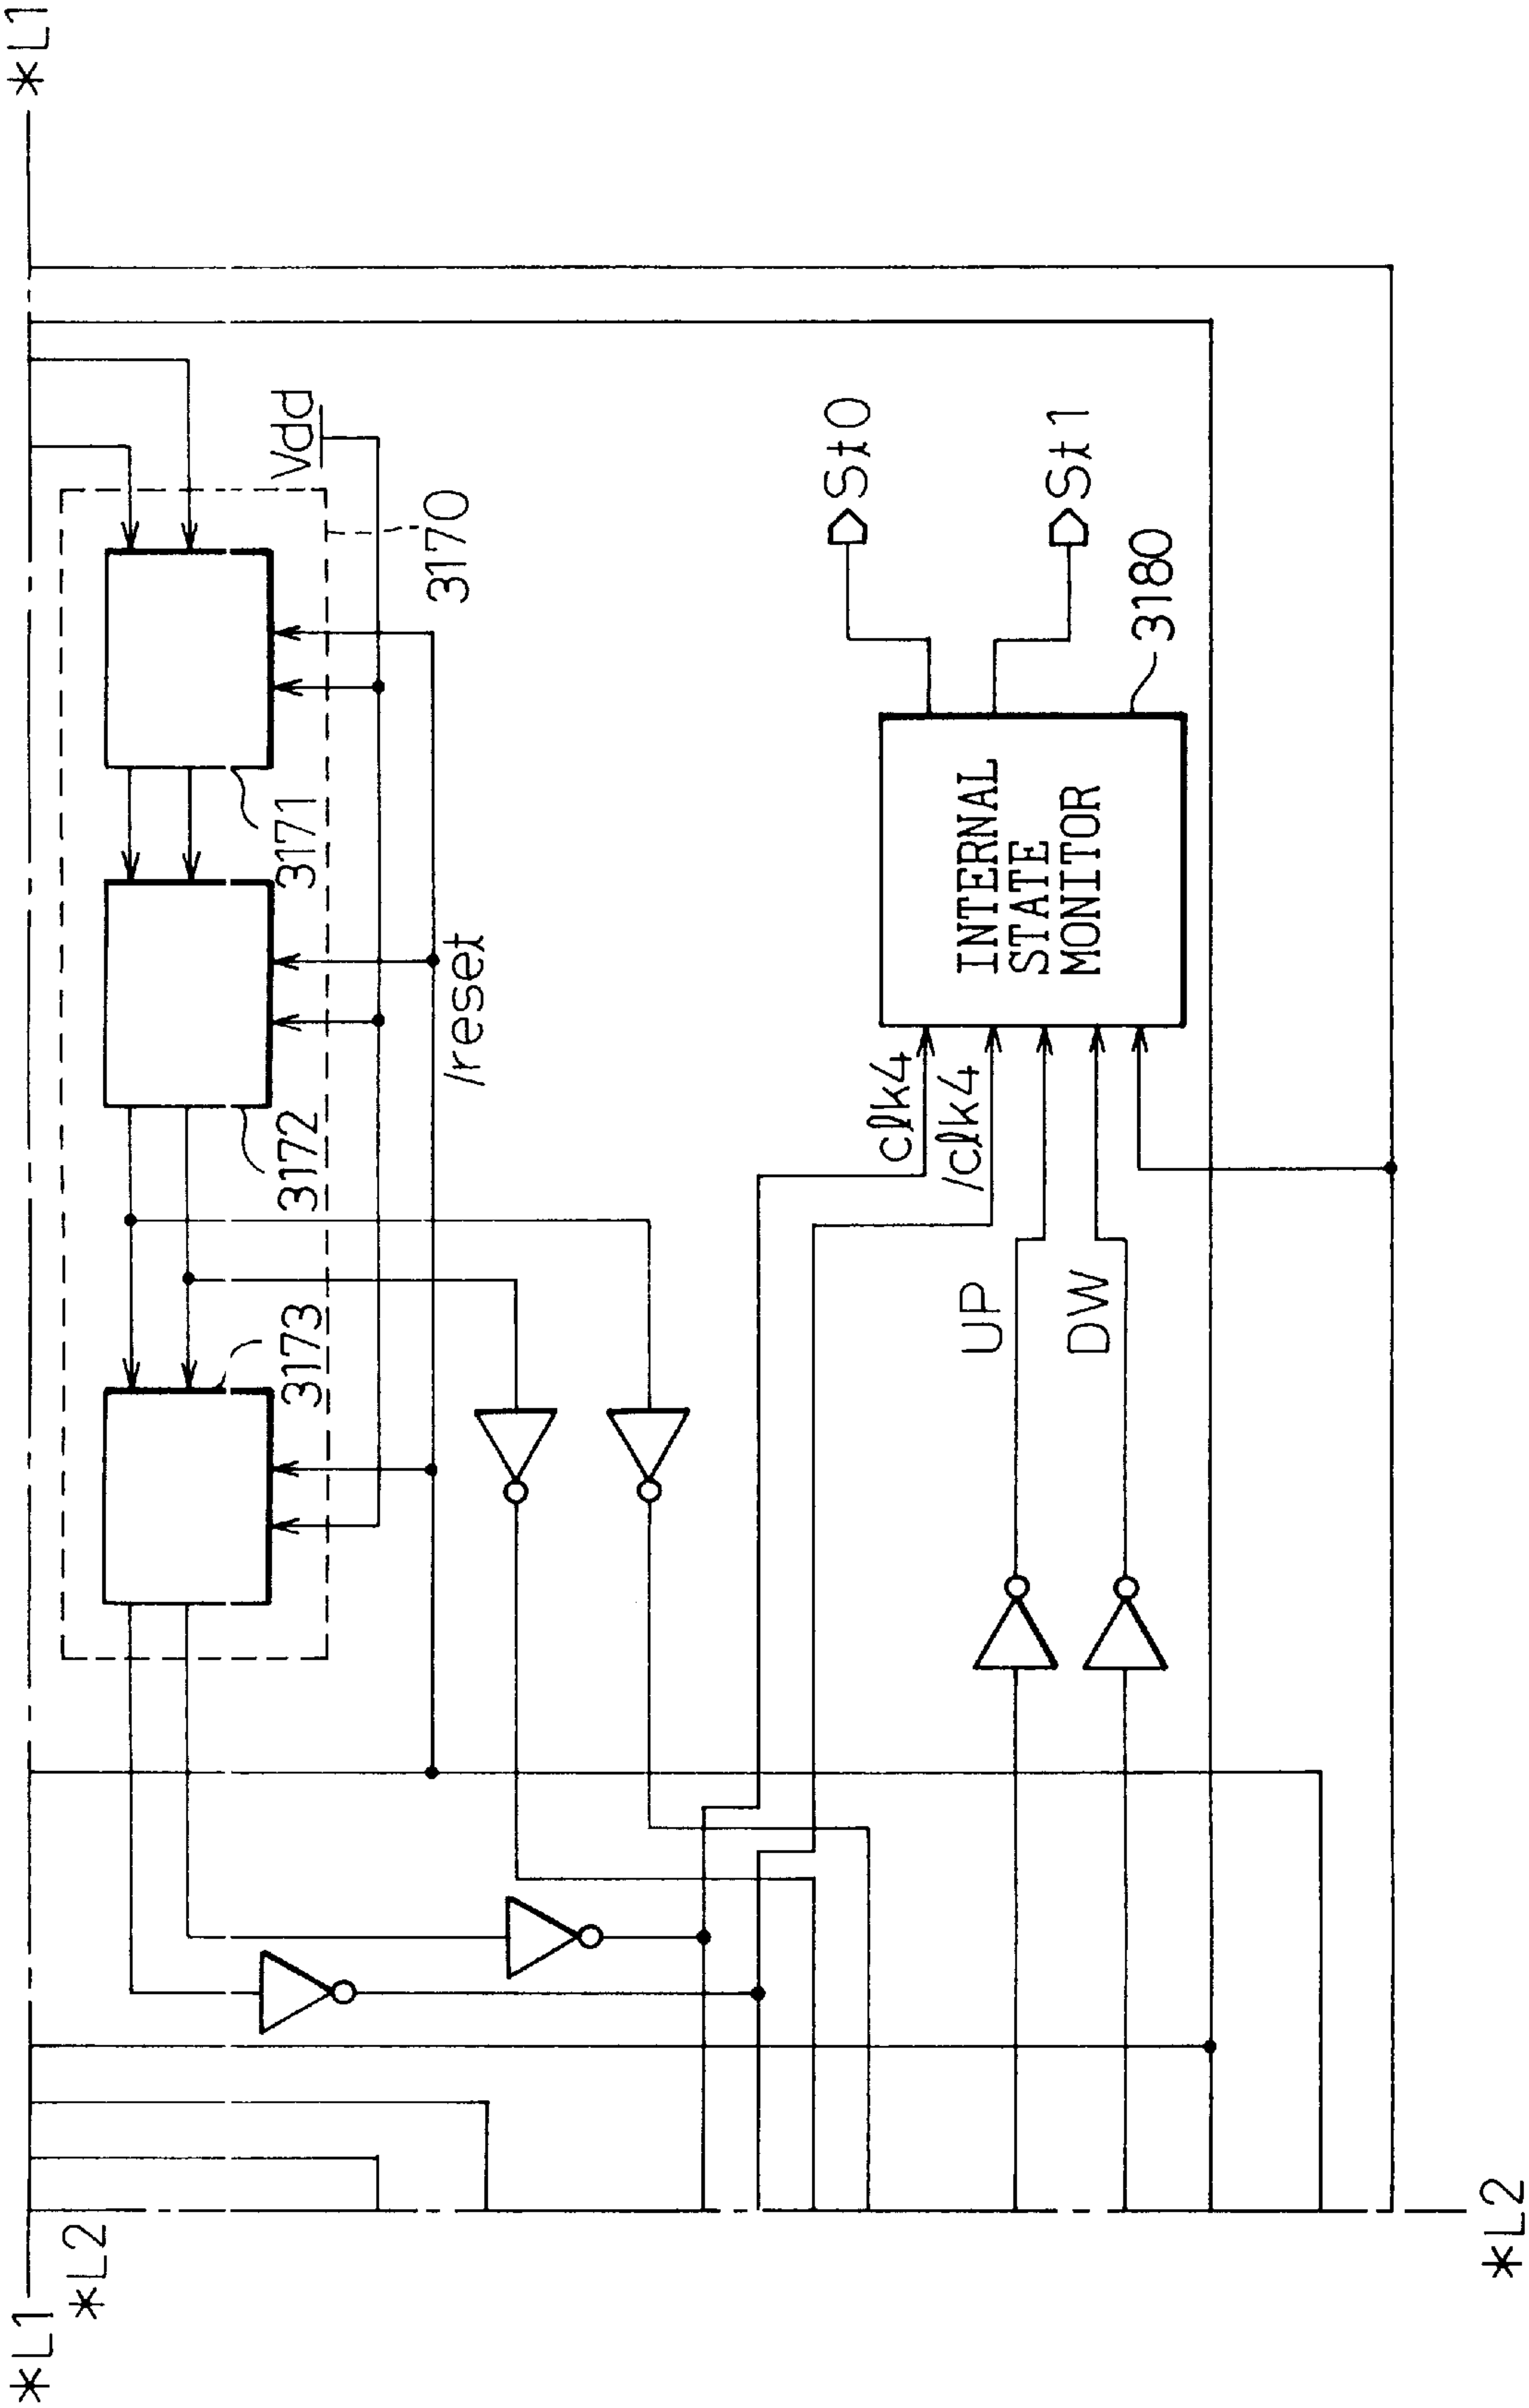 *L1
*L1
*L2
*L2
Vdd
3170
3171
3172
3173
/reset
clk4
/clk4
UP
DW
INTERNAL
STATE
MONITOR
3180
St0
St1